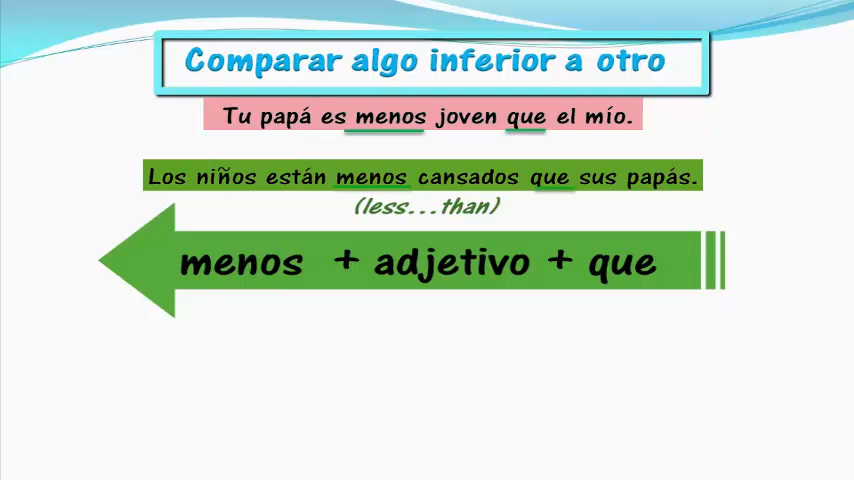 Comparar algo inferior a otro
Tu papá es menos joven que el mío.
Los niños están menos cansados que sus papás.
(less...than)
menos + adjetivo + que